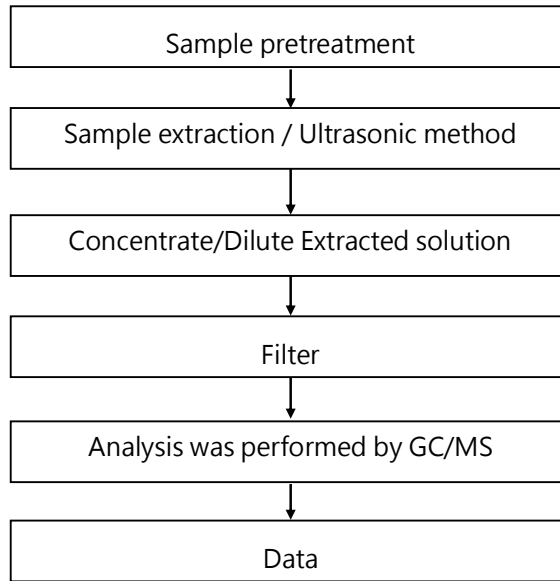 Sample pretreatment
Sample extraction / Ultrasonic method
Concentrate/Dilute Extracted solution
Filter
Analysis was performed by GC/MS
Data